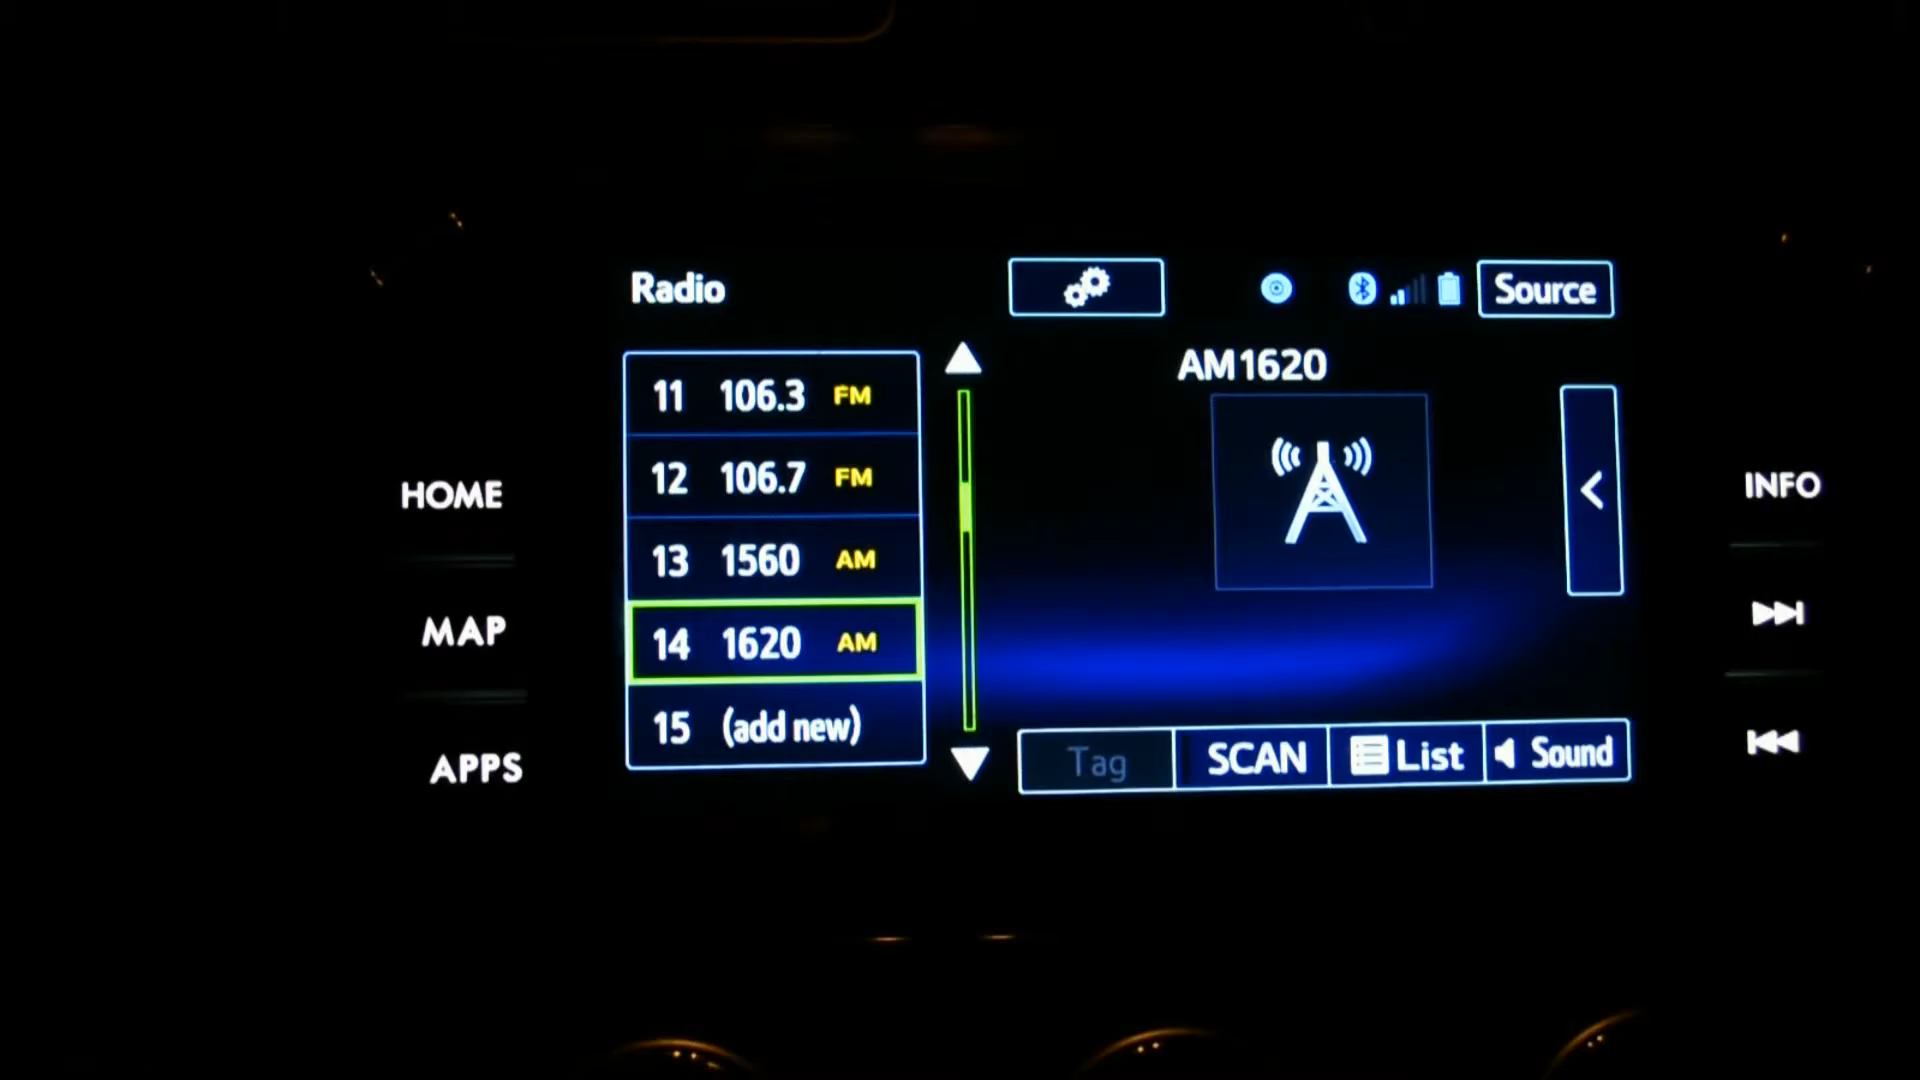 Radio
Source
AM1620
11 106.3 FM
12 106.7 FM
13 1560 AM
14 1620 AM
15 (add new)
Tag
SCAN
List
Sound
HOME
MAP
APPS
INFO